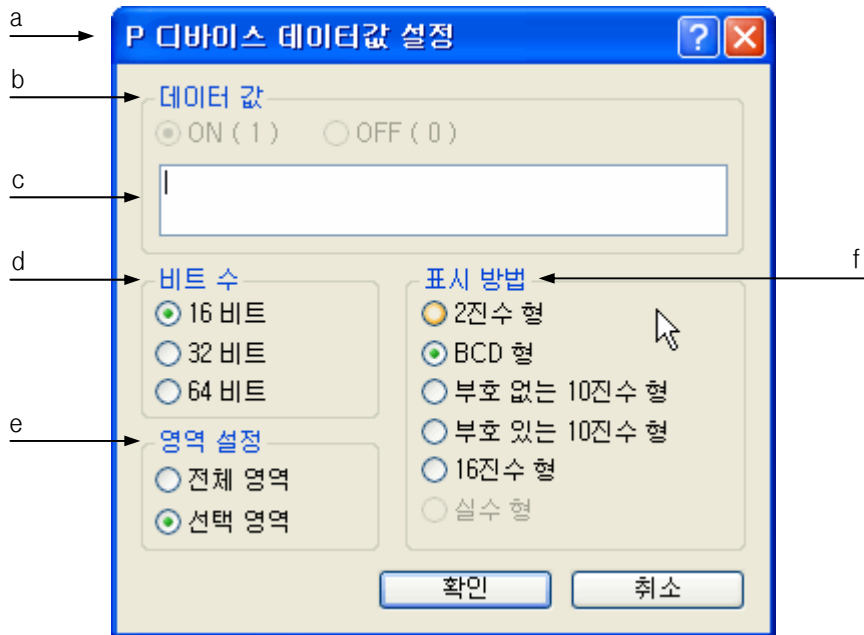 a
P 디바이스 데이터값 설정
b
데이터 값
ON ( 1 ) OFF ( 0 )
c
d
비트 수
16 비트
32 비트
64 비트
e
영역 설정
전체 영역
선택 영역
f
표시 방법
2진수 형
BCD 형
부호 없는 10진수 형
부호 있는 10진수 형
16진수 형
실수 형
확인 취소